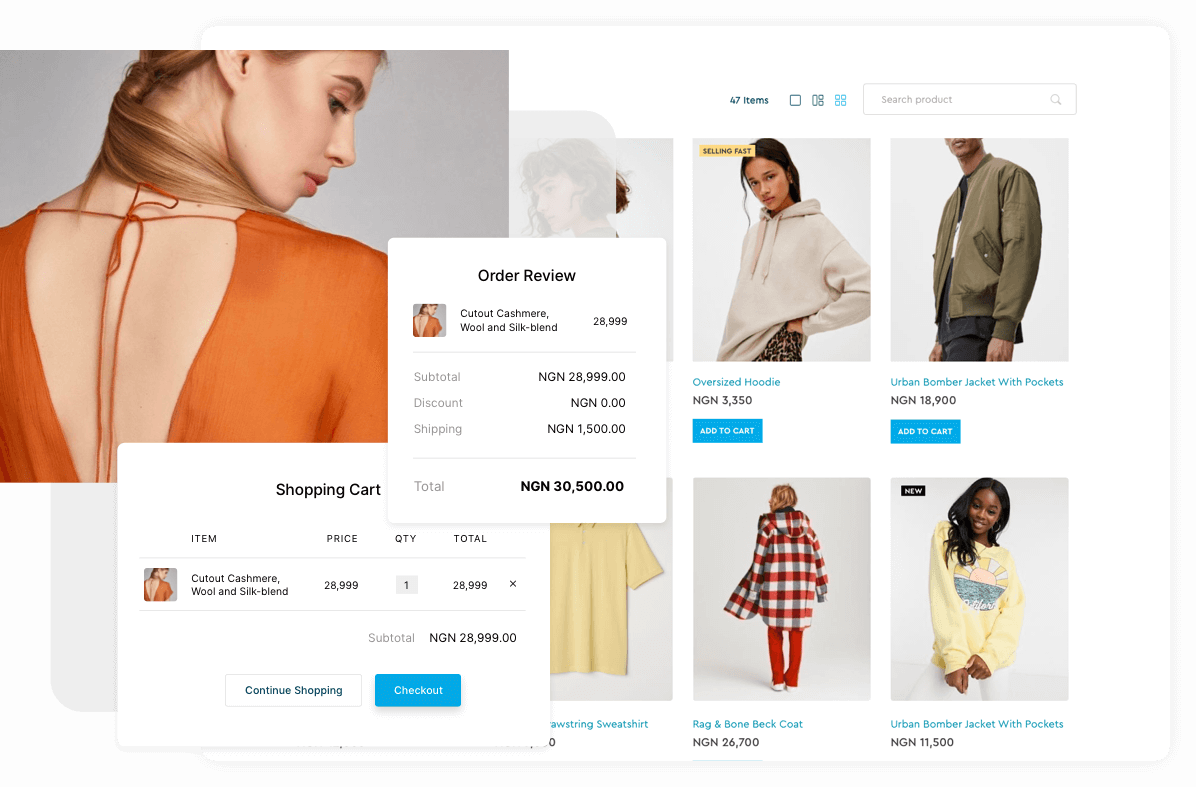 47 Items
Search product
SELLING FAST
Oversized Hoodie
NGN 3,350
ADD TO CART
Urban Bomber Jacket With Pockets
NGN 18,900
ADD TO CART
Order Review
Cutout Cashmere,
Wool and Silk-blend
28,999
Subtotal
NGN 28,999.00
Discount
NGN 0.00
Shipping
NGN 1,500.00
Total
NGN 30,500.00
Shopping Cart
ITEM PRICE QTY TOTAL
Cutout Cashmere,
Wool and Silk-blend
28,999 1 28,999 ×
Subtotal NGN 28,999.00
Continue Shopping
Checkout
Sweatshirt
Rag & Bone Beck Coat
NGN 26,700
NEW
Urban Bomber Jacket With Pockets
NGN 11,500